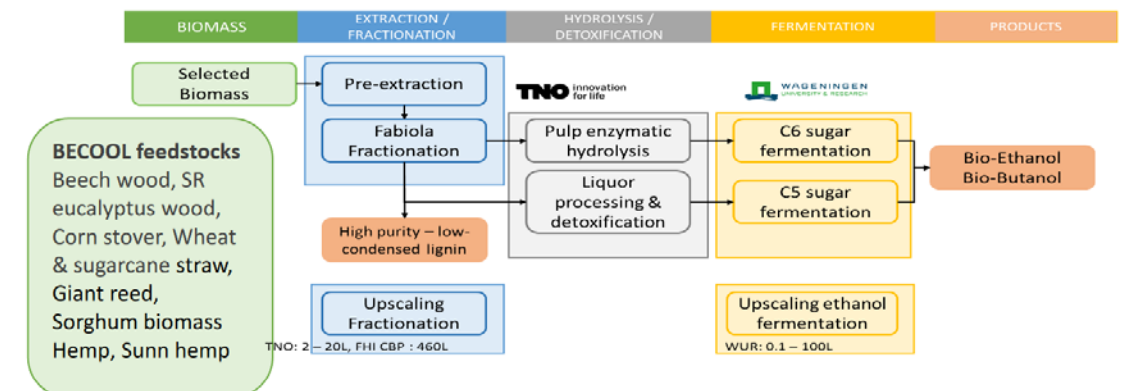 BIOMASS
EXTRACTION /
FRACTIONATION
HYDROLYSIS /
DETOXIFICATION
FERMENTATION
PRODUCTS
Selected
Biomass
Pre-extraction
Fabiola
Fractionation
High purity – low-
condensed lignin
Upscaling
Fractionation
TNO: 2 – 20L, FHI CBP : 460L
TNO innovation
for life
Pulp enzymatic
hydrolysis
Liquor
processing &
detoxification
WAGENINGEN
UNIVERSITY & RESEARCH
C6 sugar
fermentation
C5 sugar
fermentation
Upscaling ethanol
fermentation
WUR: 0.1 – 100L
Bio-Ethanol
Bio-Butanol
BECOOL feedstocks
Beech wood, SR
eucalyptus wood,
Corn stover, Wheat
& sugarcane straw,
Giant reed,
Sorghum biomass
Hemp, Sunn hemp